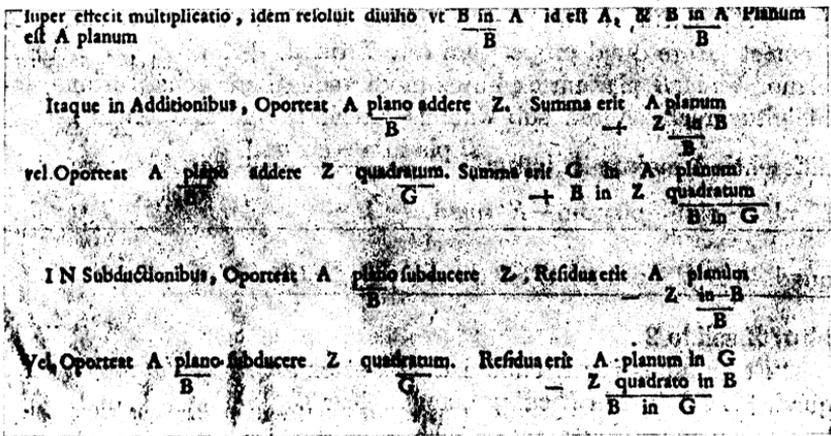 super effecit multiplicatio, idem resoluit diuisio vt B in A id est A, & B in A Planum
B B
est A planum
Itaque in Additionibus, Oporteat A plano addere Z. Summa erit A planum
B + Z in B
B
vel Oporteat A plano addere Z quadratum. Summa erit G in A planum
B G + B in Z quadratum
B in G
IN Subductionibus, Oporteat A plano subducere Z, Residua erit A planum
B − Z in B
B
Vel, Oporteat A plano subducere Z quadratum. Residua erit A planum in G
B G − Z quadrato in B
B in G